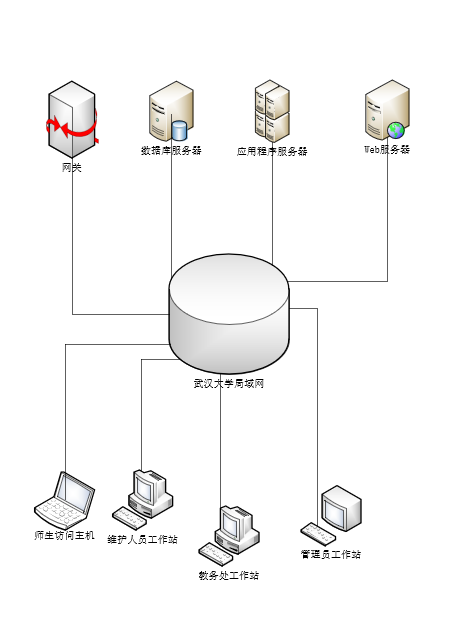 网关
数据库服务器
应用程序服务器
Web服务器
武汉大学局域网
师生访问主机
维护人员工作站
教务处工作站
管理员工作站